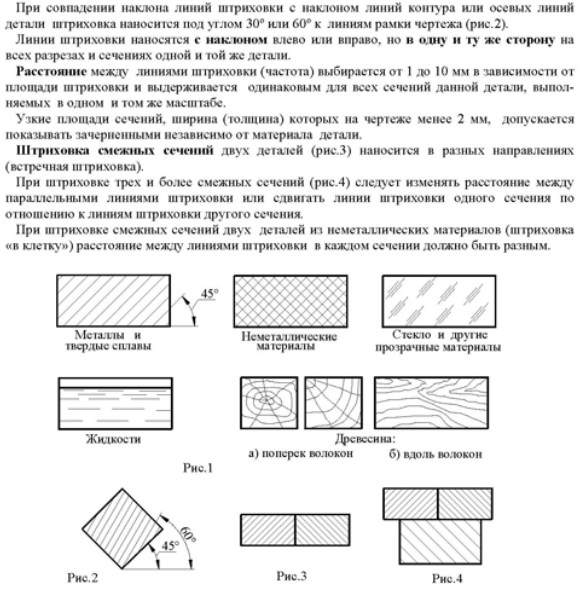 При совпадении наклона линий штриховки с наклоном линий контура или осевых линий
детали штриховка наносится под углом 30º или 60º к линиям рамки чертежа (рис.2).
Линии штриховки наносятся с наклоном влево или вправо, но в одну и ту же сторону на
всех разрезах и сечениях одной и той же детали.
Расстояние между линиями штриховки (частота) выбирается от 1 до 10 мм в зависимости от
площади штриховки и выдерживается одинаковым для всех сечений данной детали, выпол-
няемых в одном и том же масштабе.
Узкие площади сечений, ширина (толщина) которых на чертеже менее 2 мм, допускается
показывать зачерненными независимо от материала детали.
Штриховка смежных сечений двух деталей (рис.3) наносится в разных направлениях
(встречная штриховка).
При штриховке трех и более смежных сечений (рис.4) следует изменять расстояние между
параллельными линиями штриховки или сдвигать линии штриховки одного сечения по
отношению к линиям штриховки другого сечения.
При штриховке смежных сечений двух деталей из неметаллических материалов (штриховка
«в клетку») расстояние между линиями штриховки в каждом сечении должно быть разным.
45°
Металлы и
твердые сплавы
Неметаллические
материалы
Стекло и другие
прозрачные материалы
Жидкости
Древесина:
а) поперек волокон
б) вдоль волокон
Рис.1
45°
60°
Рис.2
Рис.3
Рис.4